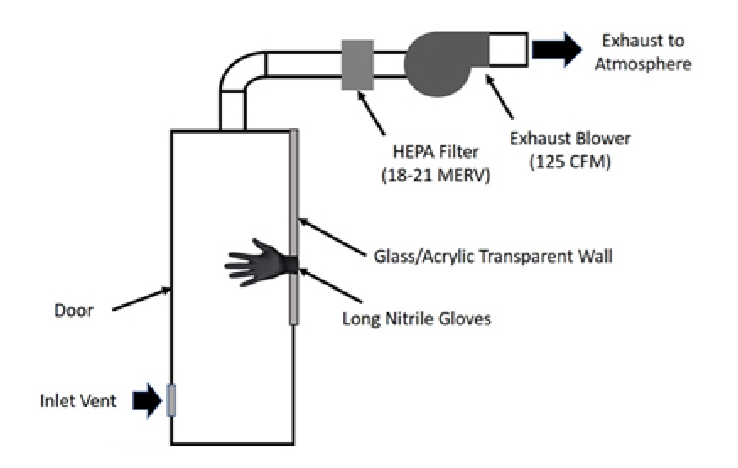 Exhaust to
Atmosphere
Exhaust Blower
(125 CFM)
HEPA Filter
(18-21 MERV)
Glass/Acrylic Transparent Wall
Door
Long Nitrile Gloves
Inlet Vent